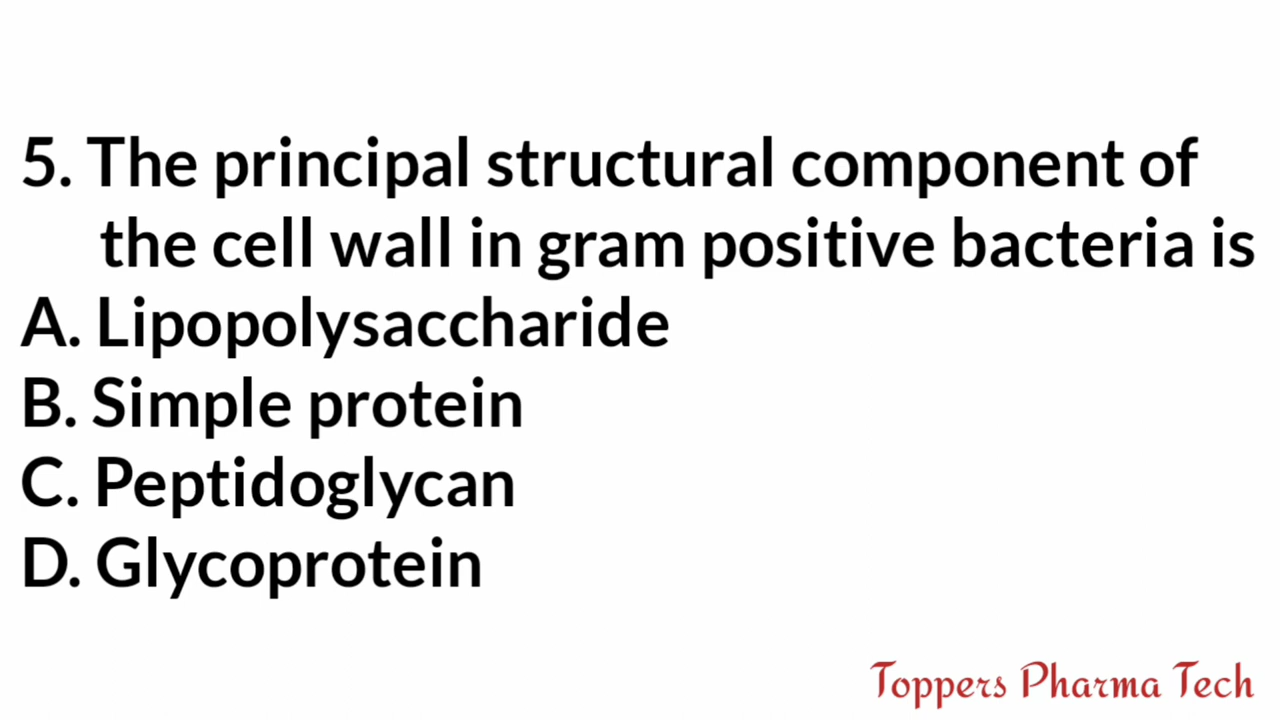 5. The principal structural component of
the cell wall in gram positive bacteria is
A. Lipopolysaccharide
B. Simple protein
C. Peptidoglycan
D. Glycoprotein
Toppers Pharma Tech